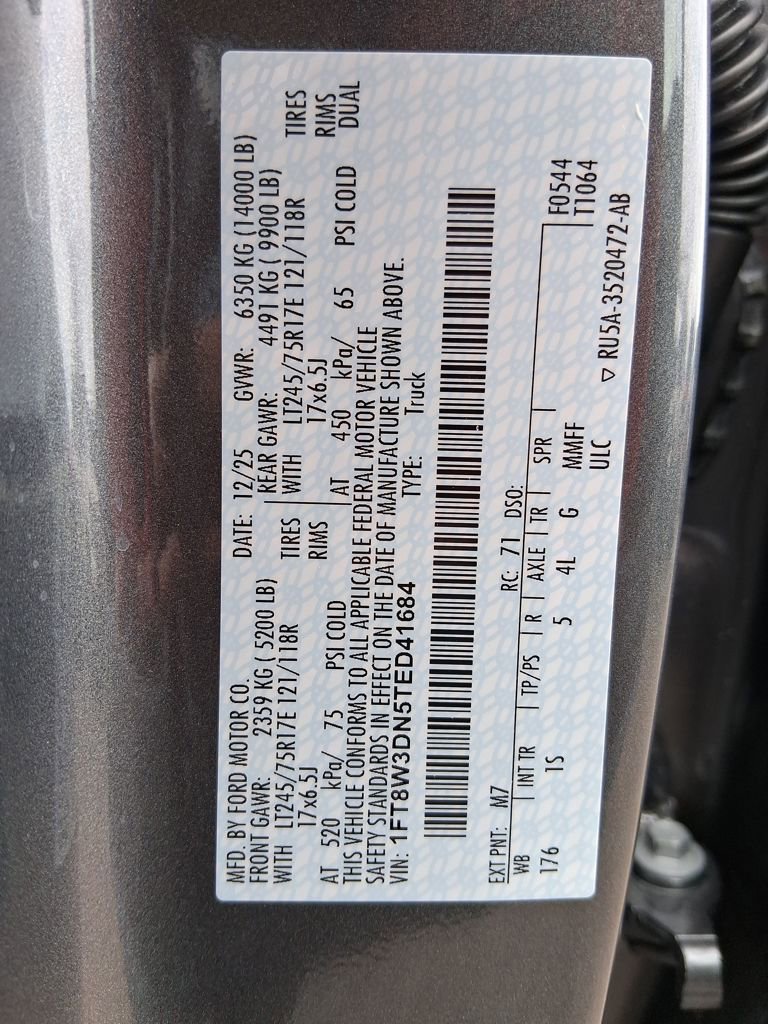 MFD. BY FORD MOTOR CO. DATE: 12/25 GVWR: 6350 KG (14000 LB)
FRONT GAWR: 2359 KG ( 5200 LB) REAR GAWR: 4491 KG ( 9900 LB)
WITH LT245/75R17E 121/118R TIRES WITH LT245/75R17E 121/118R TIRES
17x6.5J RIMS 17x6.5J RIMS
AT 520 kPa/ 75 PSI COLD AT 450 kPa/ 65 PSI COLD DUAL
THIS VEHICLE CONFORMS TO ALL APPLICABLE FEDERAL MOTOR VEHICLE
SAFETY STANDARDS IN EFFECT ON THE DATE OF MANUFACTURE SHOWN ABOVE.
VIN: 1FT8W3DN5TED41684 TYPE: Truck
EXT PNT: M7 RC: 71 DSO:
WB INT TR TP/PS R AXLE TR SPR F0544
176 1S 5 4L G MMFF T1064
ULC ▽ RU5A-3520472-AB